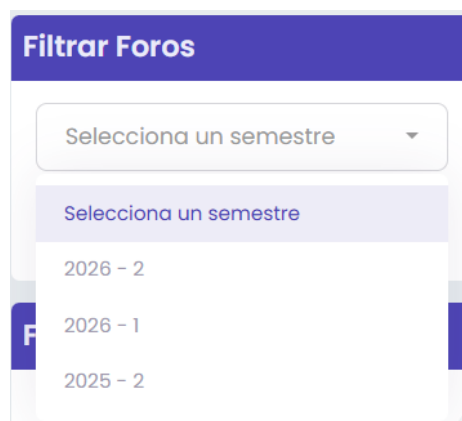 Filtrar Foros
Selecciona un semestre
Selecciona un semestre
2026 - 2
2026 - 1
2025 - 2